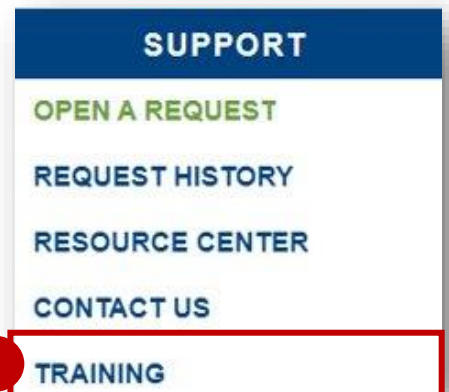 SUPPORT
OPEN A REQUEST
REQUEST HISTORY
RESOURCE CENTER
CONTACT US
TRAINING